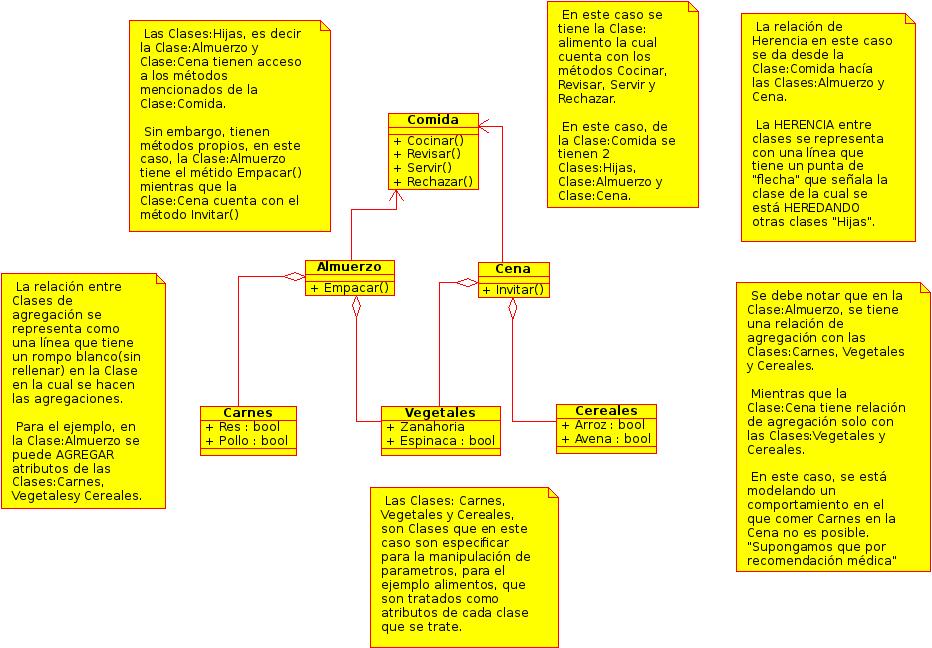 Las Clases:Hijas, es decir
la Clase:Almuerzo y
Clase:Cena tienen acceso
a los métodos
mencionados de la
Clase:Comida.
Sin embargo, tienen
métodos propios, en este
caso, la Clase:Almuerzo
tiene el métido Empacar()
mientras que la
Clase:Cena cuenta con el
método Invitar()
En este caso se
tiene la Clase:
alimento la cual
cuenta con los
métodos Cocinar,
Revisar, Servir y
Rechazar.
En este caso, de
la Clase:Comida se
tienen 2
Clases:Hijas,
Clase:Almuerzo y
Clase:Cena.
La relación de
Herencia en este caso
se da desde la
Clase:Comida hacía
las Clases:Almuerzo y
Cena.
La HERENCIA entre
clases se representa
con una línea que
tiene un punta de
"flecha" que señala la
clase de la cual se
está HEREDANDO
otras clases "Hijas".
Comida
+ Cocinar()
+ Revisar()
+ Servir()
+ Rechazar()
Almuerzo
+ Empacar()
Cena
+ Invitar()
La relación entre
Clases de
agregación se
representa como
una línea que tiene
un rompo blanco(sin
rellenar) en la Clase
en la cual se hacen
las agregaciones.
Para el ejemplo, en
la Clase:Almuerzo se
puede AGREGAR
atributos de las
Clases:Carnes,
Vegetalesy Cereales.
Carnes
+ Res : bool
+ Pollo : bool
Vegetales
+ Zanahoria
+ Espinaca : bool
Cereales
+ Arroz : bool
+ Avena : bool
Se debe notar que en la
Clase:Almuerzo, se tiene
una relación de
agregación con las
Clases:Carnes, Vegetales
y Cereales.
Mientras que la
Clase:Cena tiene relación
de agregación solo con
las Clases:Vegetales y
Cereales.
En este caso, se está
modelando un
comportamiento en el
que comer Carnes en la
Cena no es posible.
"Supongamos que por
recomendación médica"
Las Clases: Carnes,
Vegetales y Cereales,
son Clases que en este
caso son especificar
para la manipulación de
parametros, para el
ejemplo alimentos, que
son tratados como
atributos de cada clase
que se trate.